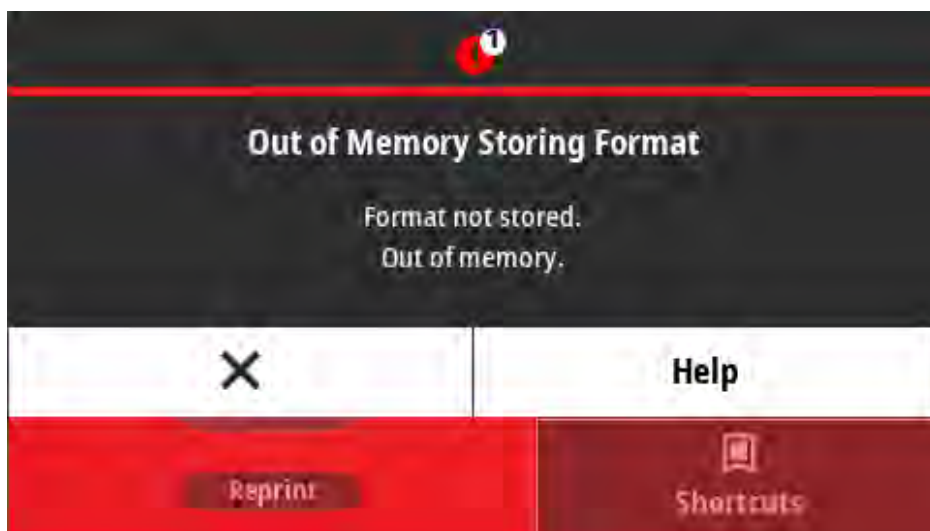 1
Out of Memory Storing Format
Format not stored.
Out of memory.
Help
Reprint
Shortcuts